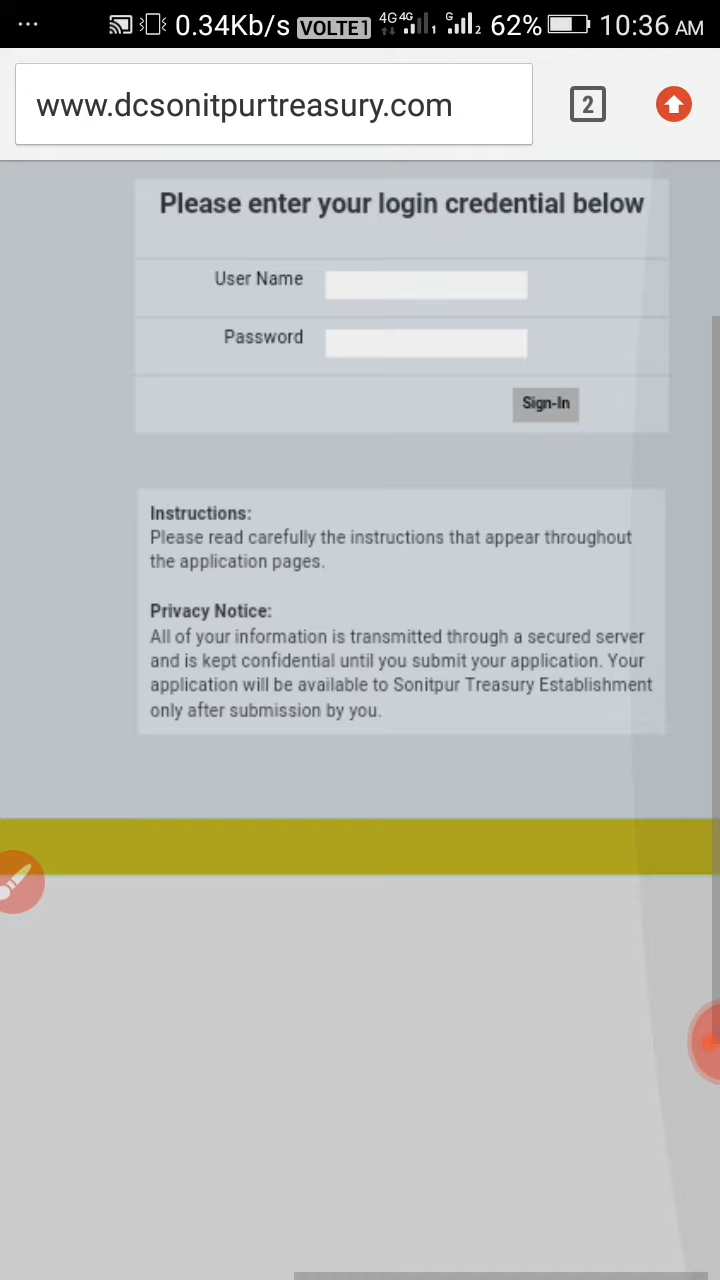 ... 0.34Kb/s VOLTE1 4G 4G 1 G 2 62% 10:36 AM
www.dcsonitpurtreasury.com 2
Please enter your login credential below
User Name
Password
Sign-In
Instructions:
Please read carefully the instructions that appear throughout
the application pages.
Privacy Notice:
All of your information is transmitted through a secured server
and is kept confidential until you submit your application. Your
application will be available to Sonitpur Treasury Establishment
only after submission by you.